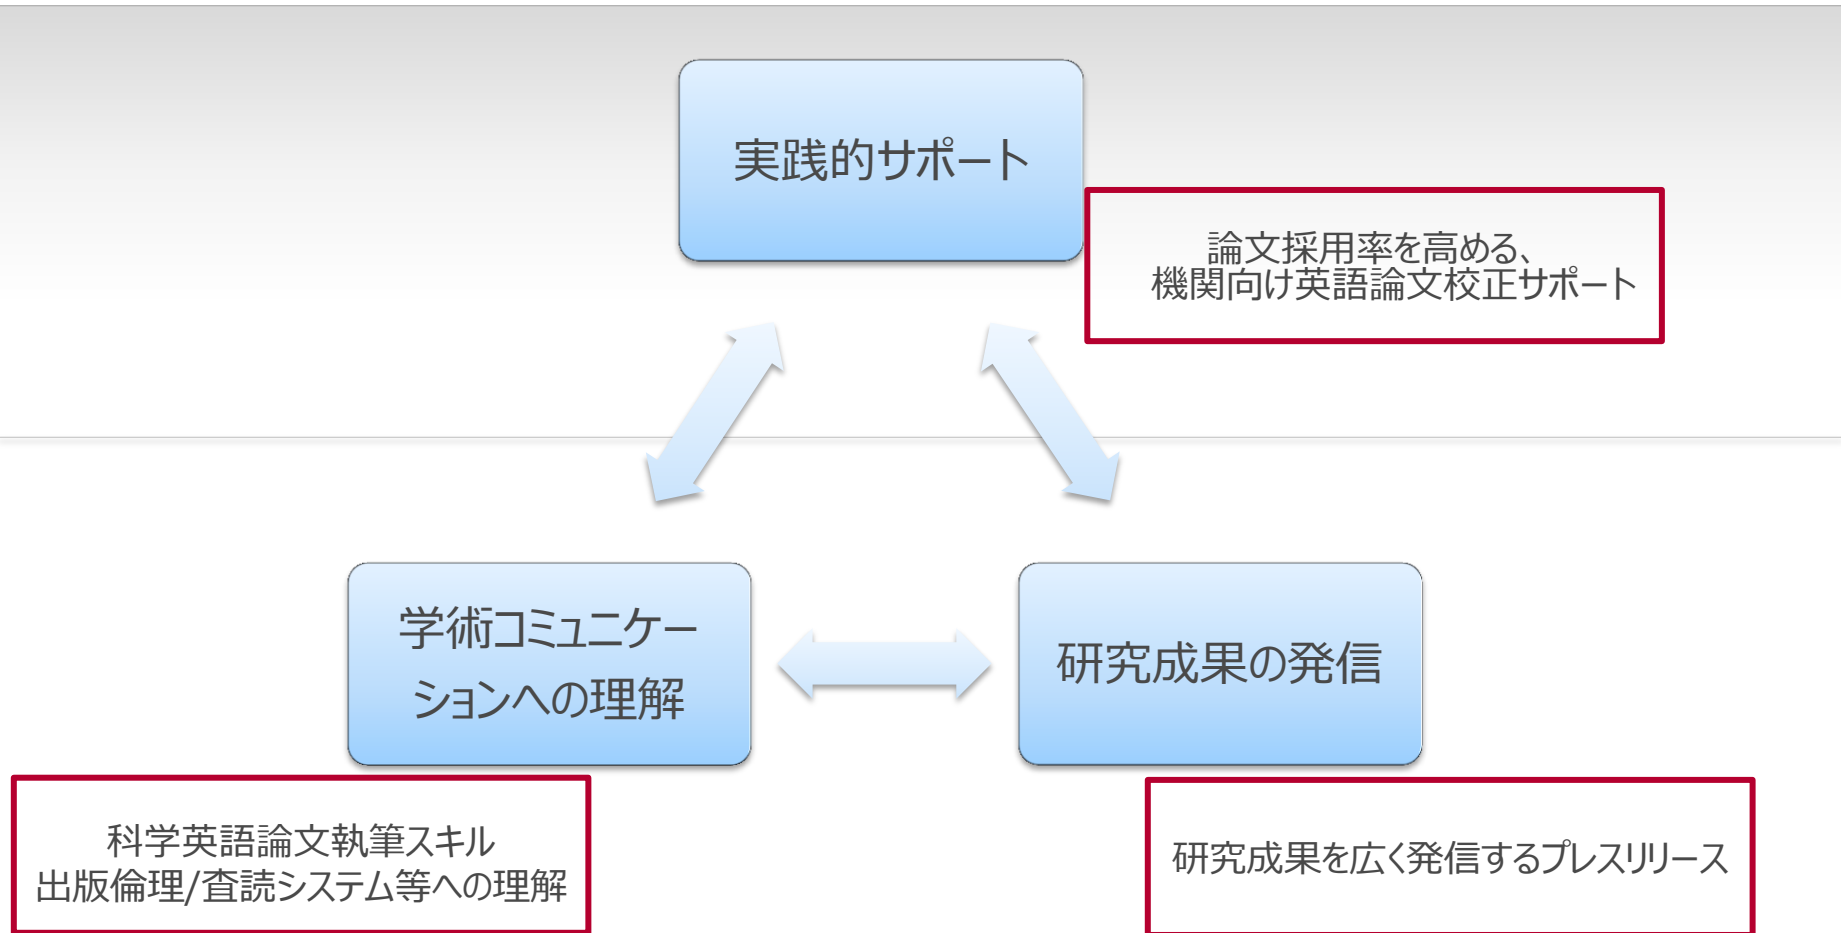 実践的サポート
論文採用率を高める、
機関向け英語論文校正サポート
学術コミュニケー
ションへの理解
研究成果の発信
科学英語論文執筆スキル
出版倫理/査読システム等への理解
研究成果を広く発信するプレスリリース